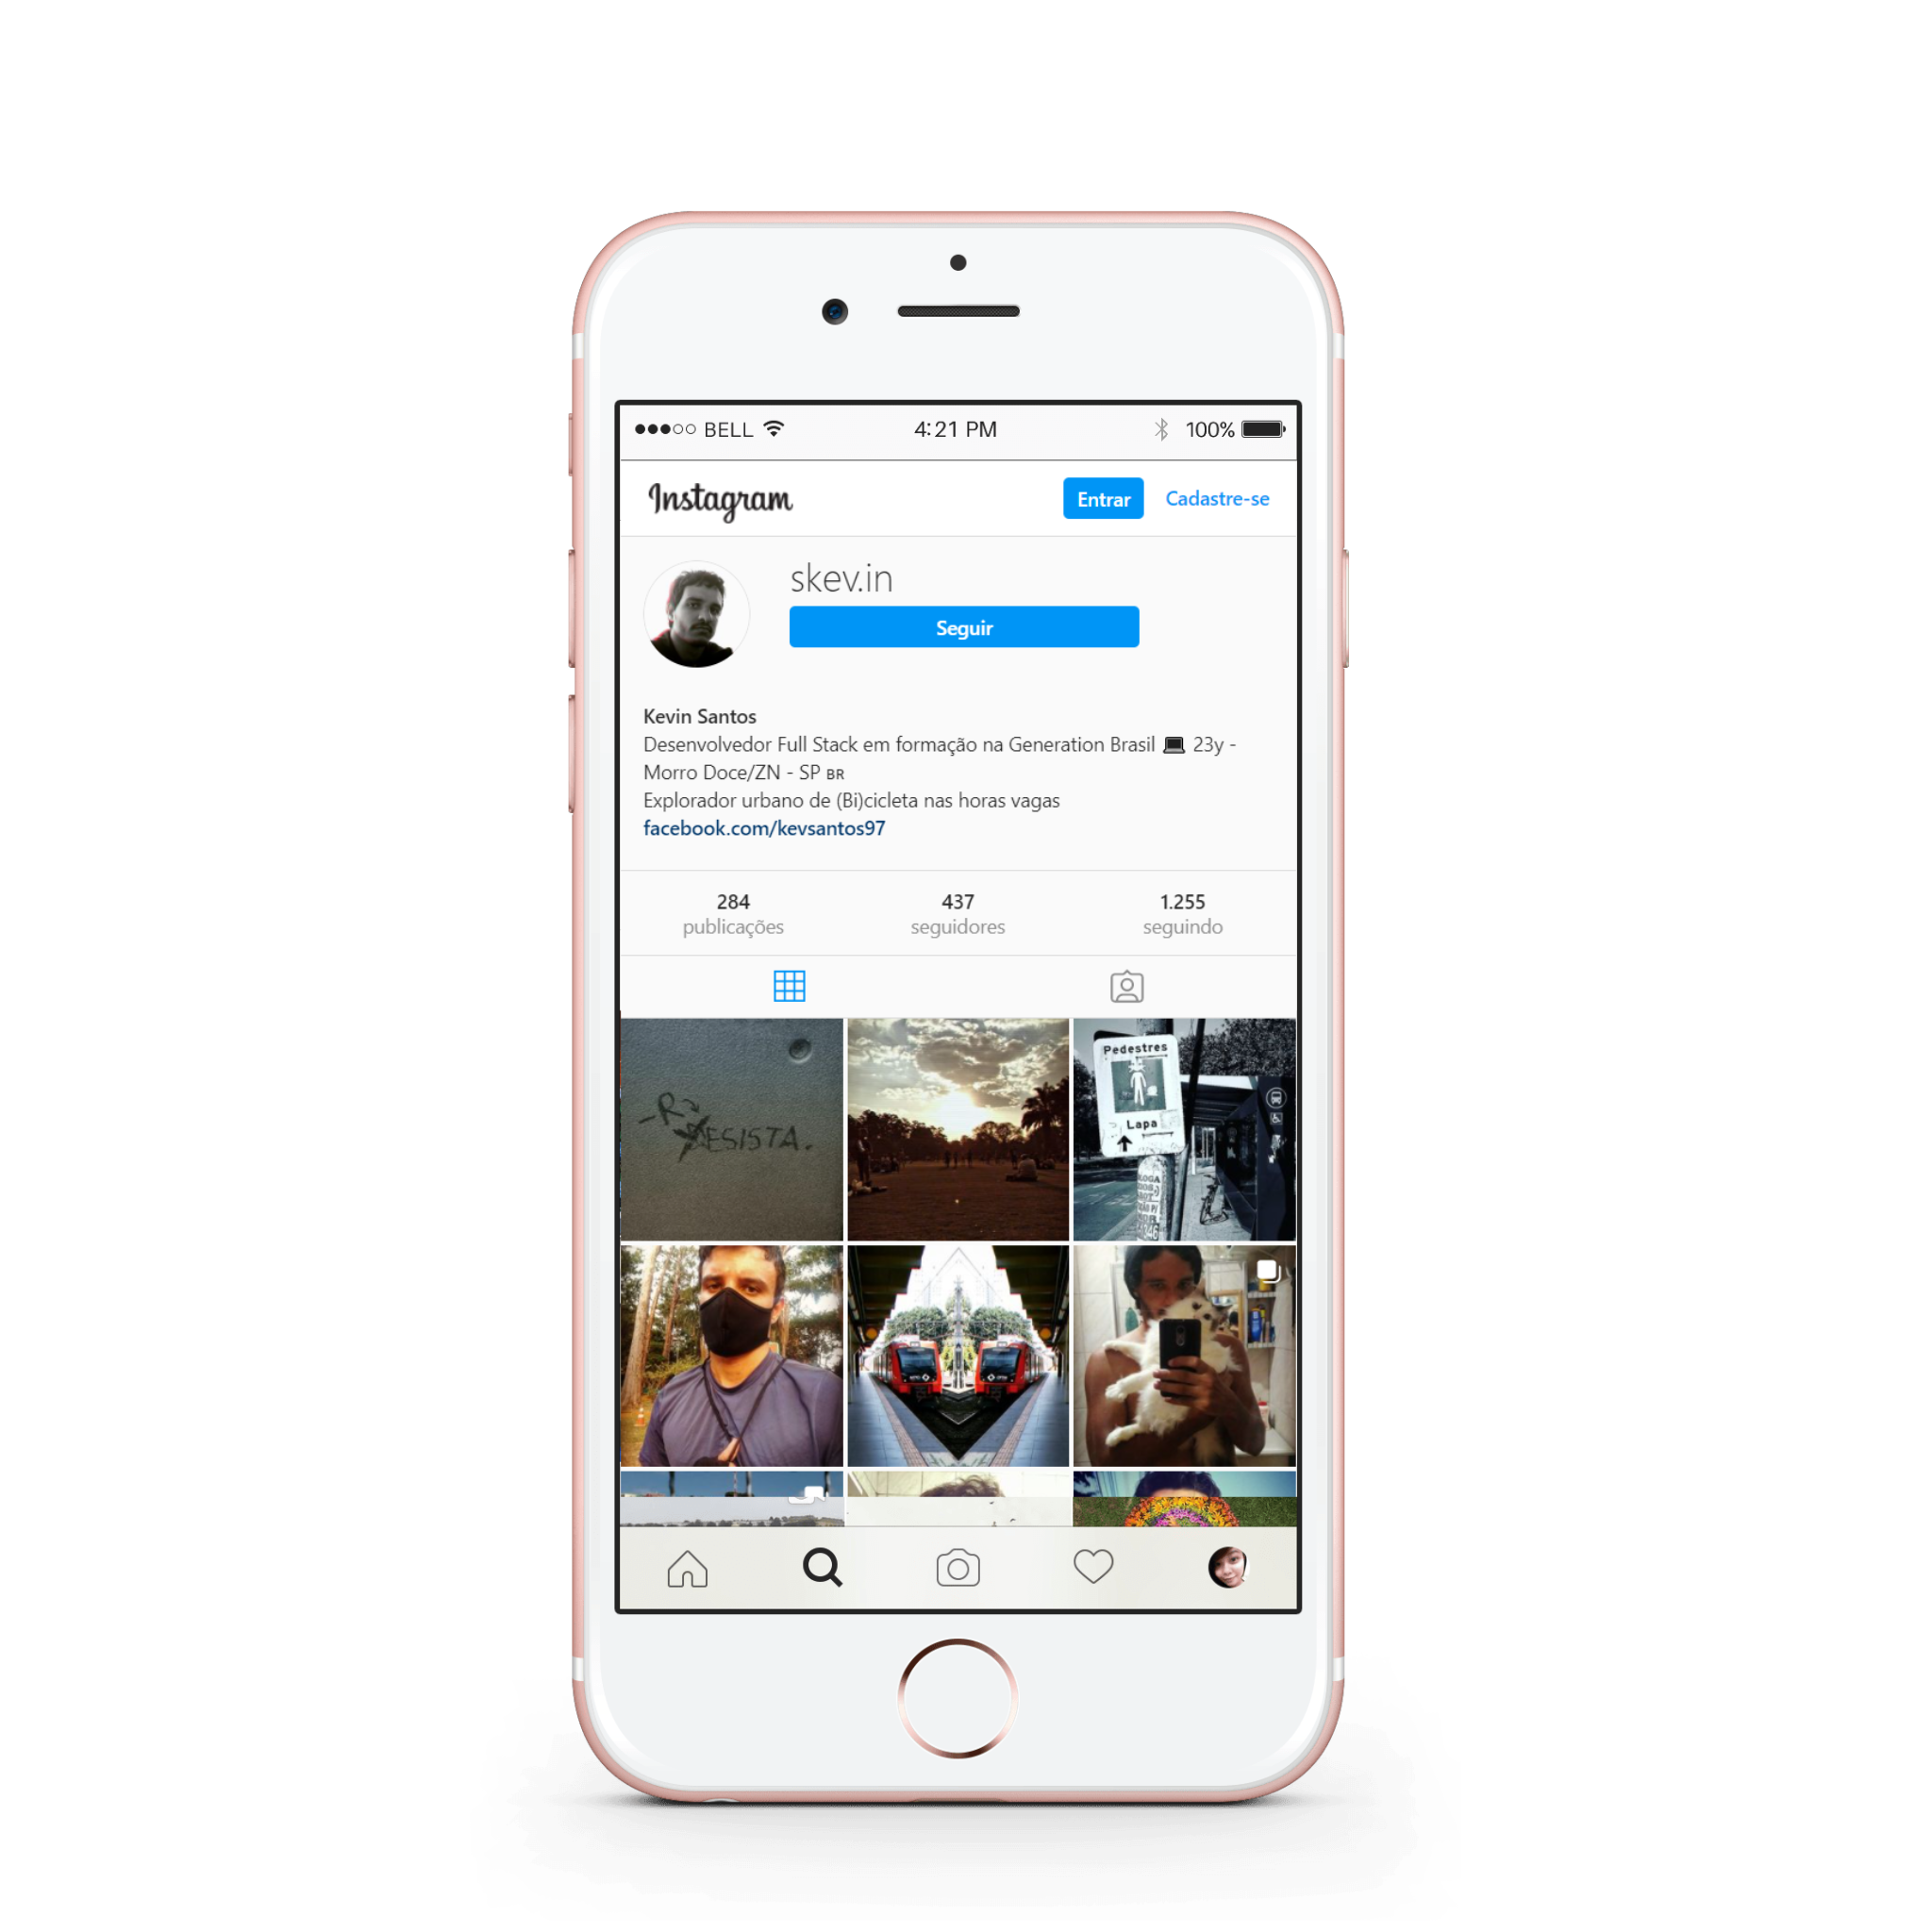 BELL 4:21 PM 100%
Instagram Entrar Cadastre-se
skev.in
Seguir
Kevin Santos
Desenvolvedor Full Stack em formação na Generation Brasil 💻 23y -
Morro Doce/ZN - SP BR
Explorador urbano de (Bi)cicleta nas horas vagas
facebook.com/kevsantos97
284 437 1.255
publicações seguidores seguindo
-R
ESISTA.
Pedestres
Lapa